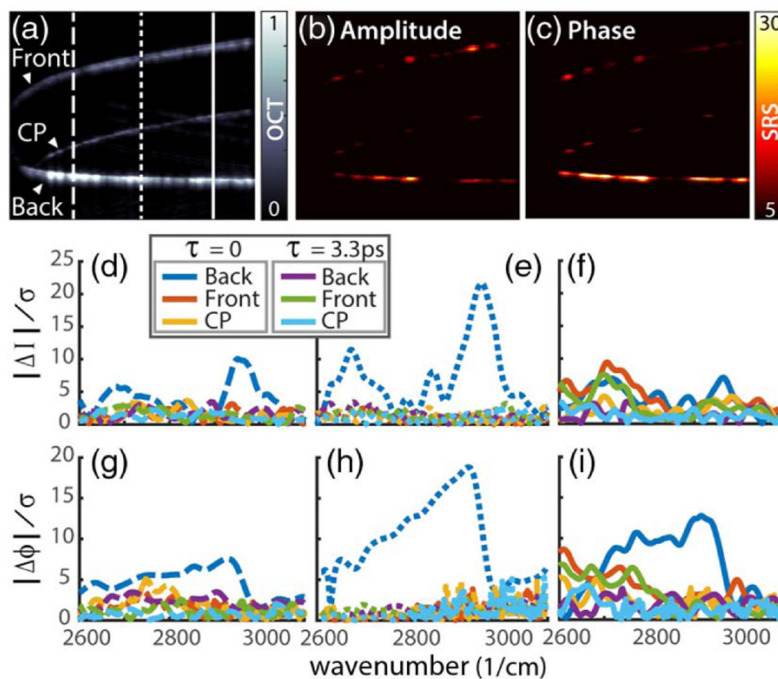 (a)
Front
CP
Back
1
OCT
0
(b) Amplitude
(c) Phase
30
SRS
5
τ = 0
τ = 3.3ps
Back
Front
CP
Back
Front
CP
(d)
(e)
(f)
|ΔI|/σ
25
20
15
10
5
0
(g)
(h)
(i)
|Δϕ|/σ
20
15
10
5
0
2600
2800
3000
2600
2800
3000
2600
2800
3000
wavenumber (1/cm)